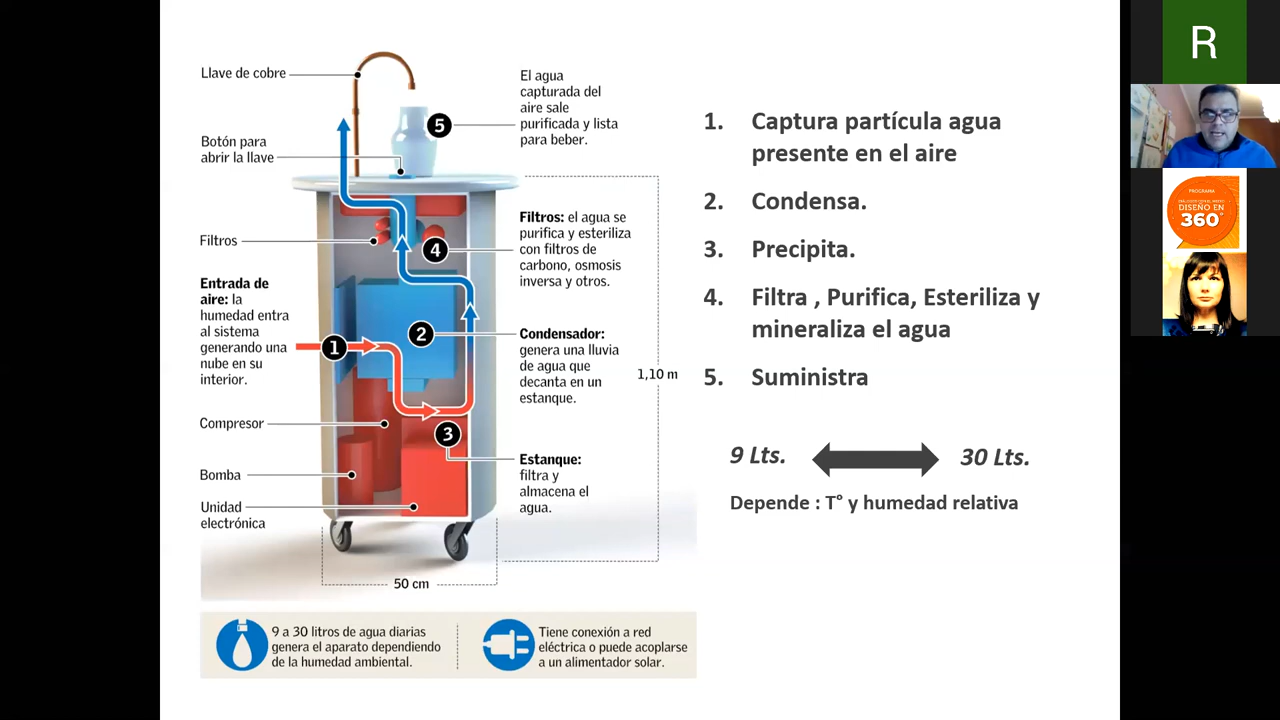 Llave de cobre
Botón para
abrir la llave
Filtros
Entrada de
aire: la
humedad entra
al sistema
generando una
nube en su
interior.
Compresor
Bomba
Unidad
electrónica
1
2
3
4
5
El agua
capturada del
aire sale
purificada y lista
para beber.
Filtros: el agua se
purifica y esteriliza
con filtros de
carbono, osmosis
inversa y otros.
Condensador:
genera una lluvia
de agua que
decanta en un
estanque.
Estanque:
filtra y
almacena el
agua.
1,10 m
50 cm
9 a 30 litros de agua diarias
genera el aparato dependiendo
de la humedad ambiental.
Tiene conexión a red
eléctrica o puede acoplarse
a un alimentador solar.
1. Captura partícula agua
presente en el aire
2. Condensa.
3. Precipita.
4. Filtra , Purifica, Esteriliza y
mineraliza el agua
5. Suministra
9 Lts. 30 Lts.
Depende : T° y humedad relativa
R
PROGRAMA
DISEÑO EN
360°